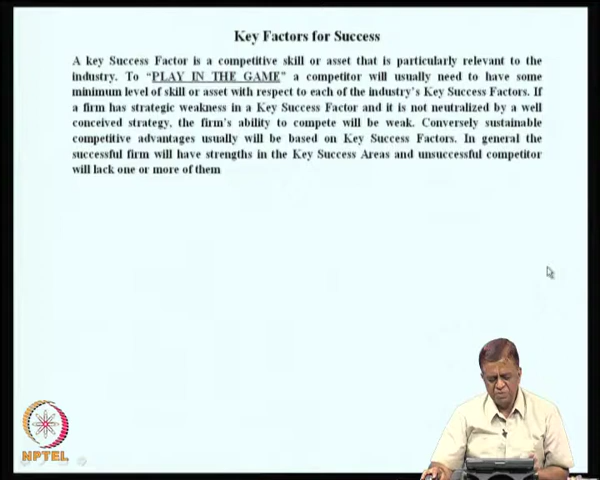 Key Factors for Success
A key Success Factor is a competitive skill or asset that is particularly relevant to the
industry. To “PLAY IN THE GAME” a competitor will usually need to have some
minimum level of skill or asset with respect to each of the industry’s Key Success Factors. If
a firm has strategic weakness in a Key Success Factor and it is not neutralized by a well
conceived strategy, the firm’s ability to compete will be weak. Conversely sustainable
competitive advantages usually will be based on Key Success Factors. In general the
successful firm will have strengths in the Key Success Areas and unsuccessful competitor
will lack one or more of them
NPTEL